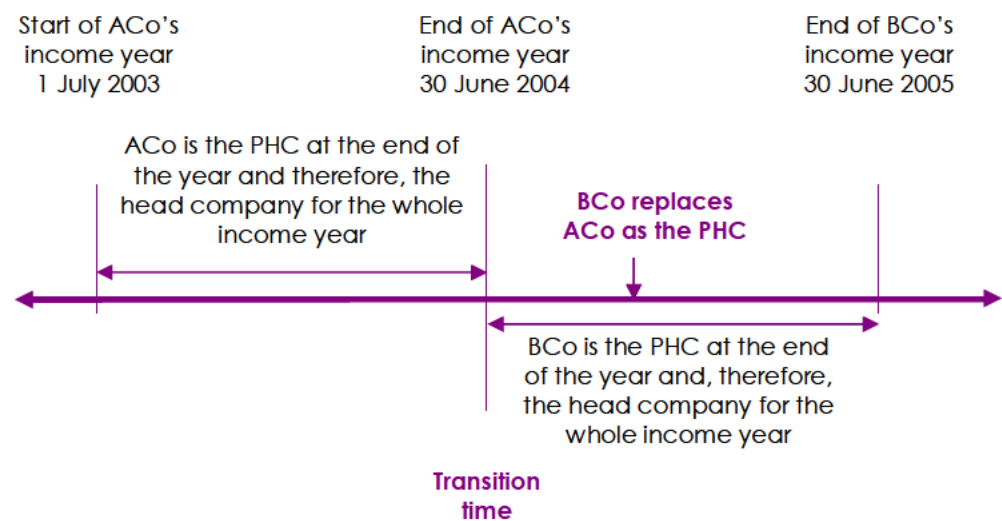 Start of ACo's
income year
1 July 2003
End of ACo's
income year
30 June 2004
End of BCo's
income year
30 June 2005
ACo is the PHC at the end of
the year and therefore, the
head company for the whole
income year
BCo replaces
ACo as the PHC
BCo is the PHC at the end
of the year and, therefore,
the head company for the
whole income year
Transition
time